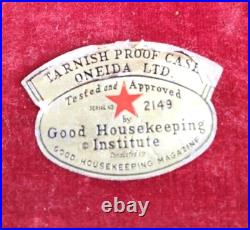 TARNISH PROOF CASE
ONEIDA LTD.
Tested and Approved
SERIAL NO. 2149
by
Good Housekeeping
© Institute
Conducted by
GOOD HOUSEKEEPING MAGAZINE